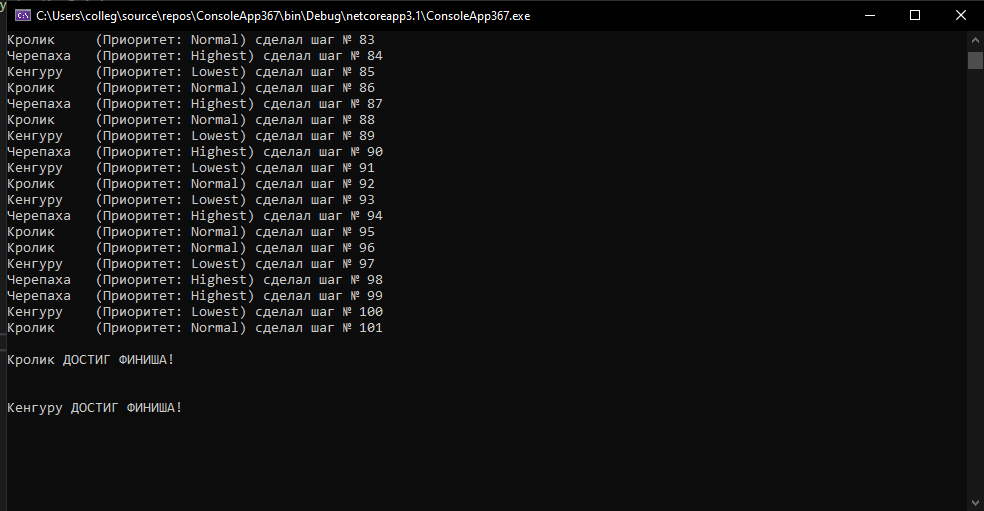 C:\Users\colleg\source\repos\ConsoleApp367\bin\Debug\netcoreapp3.1\ConsoleApp367.exe
Кролик (Приоритет: Normal) сделал шаг № 83
Черепаха (Приоритет: Highest) сделал шаг № 84
Кенгуру (Приоритет: Lowest) сделал шаг № 85
Кролик (Приоритет: Normal) сделал шаг № 86
Черепаха (Приоритет: Highest) сделал шаг № 87
Кролик (Приоритет: Normal) сделал шаг № 88
Кенгуру (Приоритет: Lowest) сделал шаг № 89
Черепаха (Приоритет: Highest) сделал шаг № 90
Кенгуру (Приоритет: Lowest) сделал шаг № 91
Кролик (Приоритет: Normal) сделал шаг № 92
Кенгуру (Приоритет: Lowest) сделал шаг № 93
Черепаха (Приоритет: Highest) сделал шаг № 94
Кролик (Приоритет: Normal) сделал шаг № 95
Кролик (Приоритет: Normal) сделал шаг № 96
Кенгуру (Приоритет: Lowest) сделал шаг № 97
Черепаха (Приоритет: Highest) сделал шаг № 98
Черепаха (Приоритет: Highest) сделал шаг № 99
Кенгуру (Приоритет: Lowest) сделал шаг № 100
Кролик (Приоритет: Normal) сделал шаг № 101
Кролик ДОСТИГ ФИНИША!
Кенгуру ДОСТИГ ФИНИША!